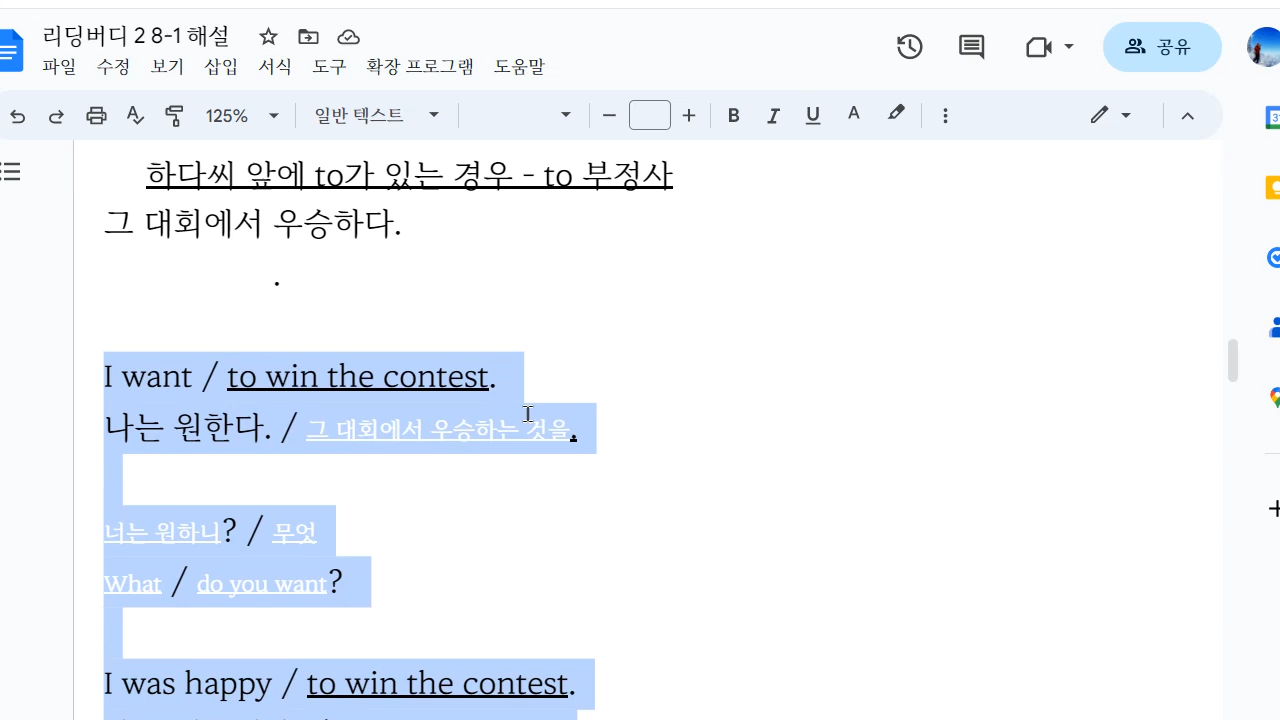 리딩버디 2 8-1 해설
파일 수정 보기 삽입 서식 도구 확장 프로그램 도움말
공유
125% 일반 텍스트 B I U A
하다씨 앞에 to가 있는 경우 - to 부정사
그 대회에서 우승하다.
.
I want / to win the contest.
나는 원한다. / 그 대회에서 우승하는 것을.
너는 원하니? / 무엇
What / do you want?
I was happy / to win the contest.